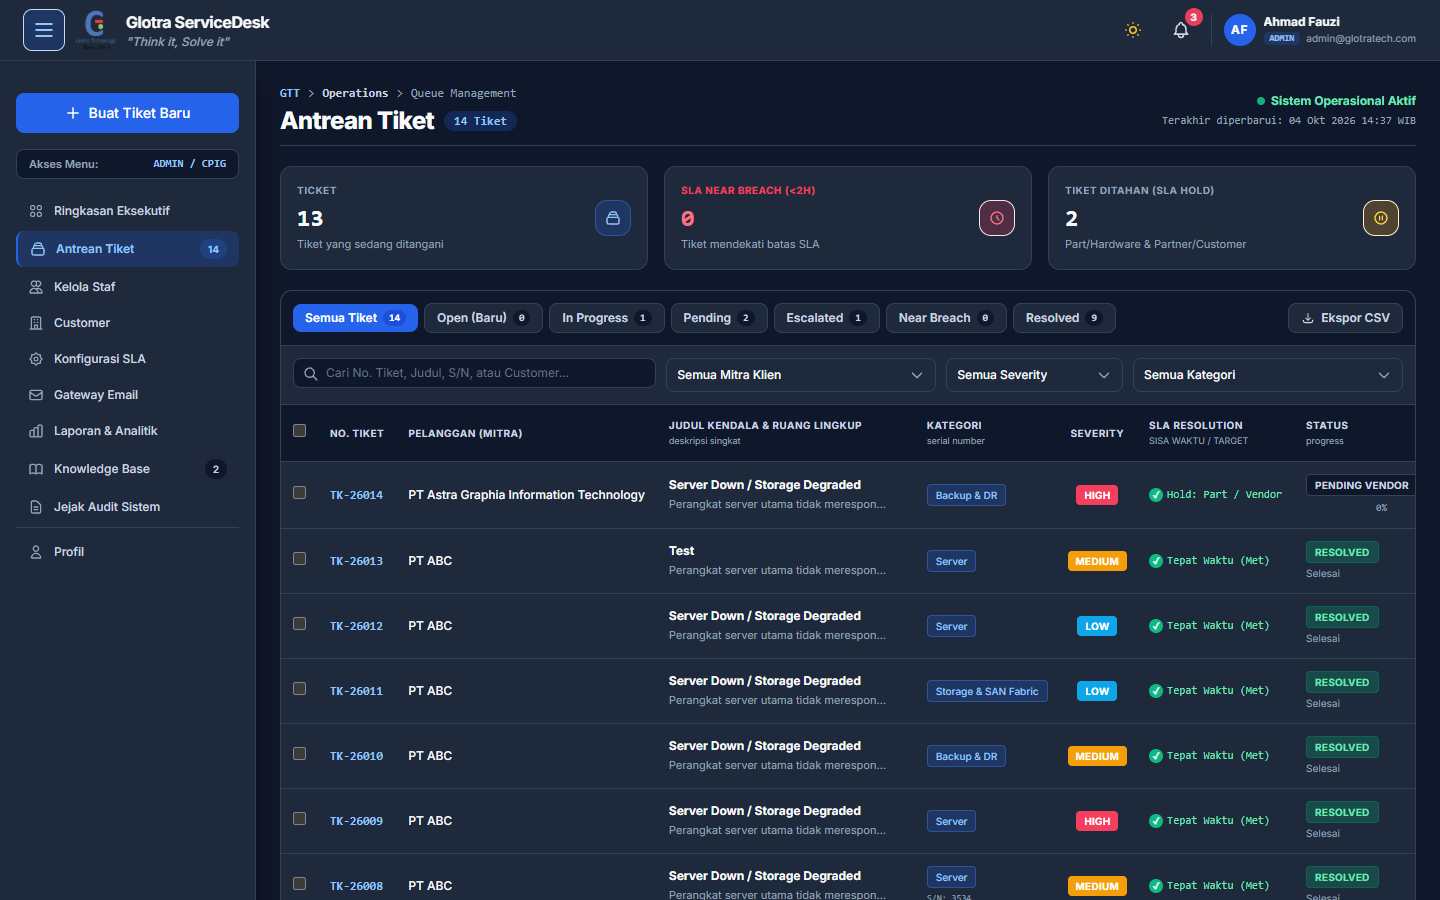 Glotra ServiceDesk
"Think it, Solve it"
3
AF
Ahmad Fauzi
ADMIN admin@glotratech.com
+ Buat Tiket Baru
Akses Menu: ADMIN / CPIG
Ringkasan Eksekutif
Antrean Tiket 14
Kelola Staf
Customer
Konfigurasi SLA
Gateway Email
Laporan & Analitik
Knowledge Base 2
Jejak Audit Sistem
Profil
GTT > Operations > Queue Management
Antrean Tiket 14 Tiket
Sistem Operasional Aktif
Terakhir diperbarui: 04 Okt 2026 14:37 WIB
TICKET
13
Tiket yang sedang ditangani
SLA NEAR BREACH (<2H)
0
Tiket mendekati batas SLA
TIKET DITAHAN (SLA HOLD)
2
Part/Hardware & Partner/Customer
Semua Tiket 14 Open (Baru) 0 In Progress 1 Pending 2 Escalated 1 Near Breach 0 Resolved 9 Ekspor CSV
Cari No. Tiket, Judul, S/N, atau Customer... Semua Mitra Klien Semua Severity Semua Kategori
NO. TIKET PELANGGAN (MITRA) JUDUL KENDALA & RUANG LINGKUP KATEGORI SEVERITY SLA RESOLUTION STATUS
deskripsi singkat serial number SISA WAKTU / TARGET progress
TK-26014 PT Astra Graphia Information Technology Server Down / Storage Degraded Backup & DR HIGH Hold: Part / Vendor PENDING VENDOR
Perangkat server utama tidak merespon... 0%
TK-26013 PT ABC Test Server MEDIUM Tepat Waktu (Met) RESOLVED
Perangkat server utama tidak merespon... Selesai
TK-26012 PT ABC Server Down / Storage Degraded Server LOW Tepat Waktu (Met) RESOLVED
Perangkat server utama tidak merespon... Selesai
TK-26011 PT ABC Server Down / Storage Degraded Storage & SAN Fabric LOW Tepat Waktu (Met) RESOLVED
Perangkat server utama tidak merespon... Selesai
TK-26010 PT ABC Server Down / Storage Degraded Backup & DR MEDIUM Tepat Waktu (Met) RESOLVED
Perangkat server utama tidak merespon... Selesai
TK-26009 PT ABC Server Down / Storage Degraded Server HIGH Tepat Waktu (Met) RESOLVED
Perangkat server utama tidak merespon... Selesai
TK-26008 PT ABC Server Down / Storage Degraded Server MEDIUM Tepat Waktu (Met) RESOLVED
Perangkat server utama tidak merespon... S/N: 3534 Selesai